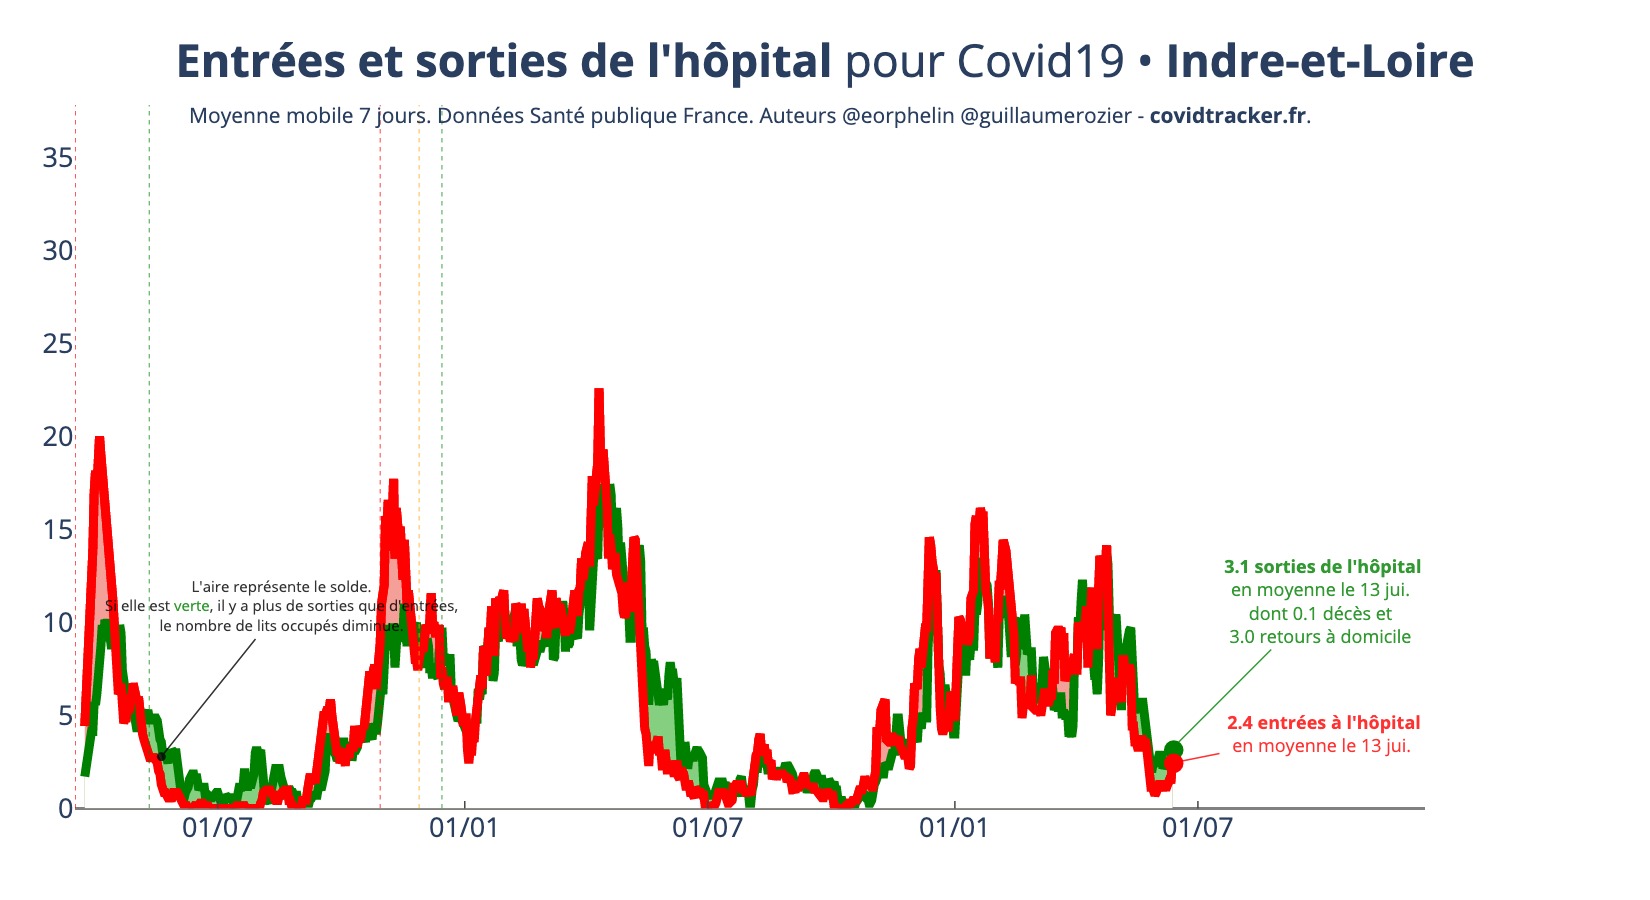 Entrées et sorties de l'hôpital pour Covid19 • Indre-et-Loire
Moyenne mobile 7 jours. Données Santé publique France. Auteurs @eorphelin @guillaumerozier - covidtracker.fr.
35
30
25
20
15
10
5
0
L'aire représente le solde.
Si elle est verte, il y a plus de sorties que d'entrées,
le nombre de lits occupés diminue.
3.1 sorties de l'hôpital
en moyenne le 13 jui.
dont 0.1 décès et
3.0 retours à domicile
2.4 entrées à l'hôpital
en moyenne le 13 jui.
01/07
01/01
01/07
01/01
01/07